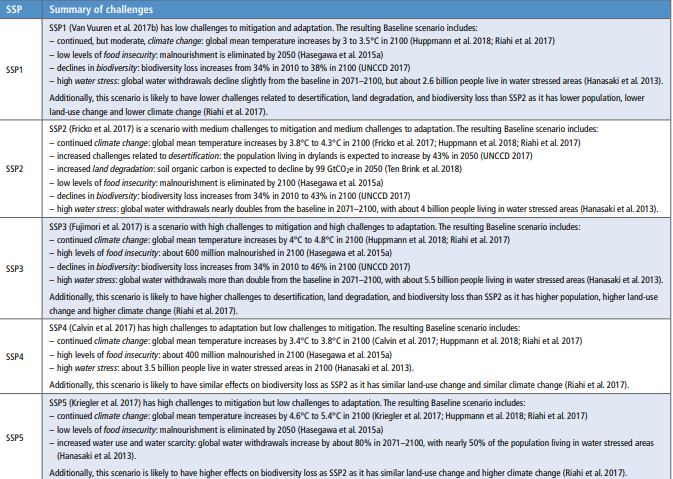 SSP Summary of challenges
SSP1
SSP1 (Van Vuuren et al. 2017b) has low challenges to mitigation and adaptation. The resulting Baseline scenario includes:
– continued, but moderate, climate change: global mean temperature increases by 3 to 3.5°C in 2100 (Huppmann et al. 2018; Riahi et al. 2017)
– low levels of food insecurity: malnourishment is eliminated by 2050 (Hasegawa et al. 2015a)
– declines in biodiversity: biodiversity loss increases from 34% in 2010 to 38% in 2100 (UNCCD 2017)
– high water stress: global water withdrawals decline slightly from the baseline in 2071–2100, but about 2.6 billion people live in water stressed areas (Hanasaki et al. 2013).
Additionally, this scenario is likely to have lower challenges related to desertification, land degradation, and biodiversity loss than SSP2 as it has lower population, lower
land-use change and lower climate change (Riahi et al. 2017).
SSP2
SSP2 (Fricko et al. 2017) is a scenario with medium challenges to mitigation and medium challenges to adaptation. The resulting Baseline scenario includes:
– continued climate change: global mean temperature increases by 3.8°C to 4.3°C in 2100 (Fricko et al. 2017; Huppmann et al. 2018; Riahi et al. 2017)
– increased challenges related to desertification: the population living in drylands is expected to increase by 43% in 2050 (UNCCD 2017)
– increased land degradation: soil organic carbon is expected to decline by 99 GtCO₂e in 2050 (Ten Brink et al. 2018)
– low levels of food insecurity: malnourishment is eliminated by 2100 (Hasegawa et al. 2015a)
– declines in biodiversity: biodiversity loss increases from 34% in 2010 to 43% in 2100 (UNCCD 2017)
– high water stress: global water withdrawals nearly doubles from the baseline in 2071–2100, with about 4 billion people living in water stressed areas (Hanasaki et al. 2013).
SSP3
SSP3 (Fujimori et al. 2017) is a scenario with high challenges to mitigation and high challenges to adaptation. The resulting Baseline scenario includes:
– continued climate change: global mean temperature increases by 4°C to 4.8°C in 2100 (Huppmann et al. 2018; Riahi et al. 2017)
– high levels of food insecurity: about 600 million malnourished in 2100 (Hasegawa et al. 2015a)
– declines in biodiversity: biodiversity loss increases from 34% in 2010 to 46% in 2100 (UNCCD 2017)
– high water stress: global water withdrawals more than double from the baseline in 2071–2100, with about 5.5 billion people living in water stressed areas (Hanasaki et al. 2013).
Additionally, this scenario is likely to have higher challenges to desertification, land degradation, and biodiversity loss than SSP2 as it has higher population, higher land-use
change and higher climate change (Riahi et al. 2017).
SSP4
SSP4 (Calvin et al. 2017) has high challenges to adaptation but low challenges to mitigation. The resulting Baseline scenario includes:
– continued climate change: global mean temperature increases by 3.4°C to 3.8°C in 2100 (Calvin et al. 2017; Huppmann et al. 2018; Riahi et al. 2017)
– high levels of food insecurity: about 400 million malnourished in 2100 (Hasegawa et al. 2015a)
– high water stress: about 3.5 billion people live in water stressed areas in 2100 (Hanasaki et al. 2013).
Additionally, this scenario is likely to have similar effects on biodiversity loss as SSP2 as it has similar land-use change and similar climate change (Riahi et al. 2017).
SSP5
SSP5 (Kriegler et al. 2017) has high challenges to mitigation but low challenges to adaptation. The resulting Baseline scenario includes:
– continued climate change: global mean temperature increases by 4.6°C to 5.4°C in 2100 (Kriegler et al. 2017; Huppmann et al. 2018; Riahi et al. 2017)
– low levels of food insecurity: malnourishment is eliminated by 2050 (Hasegawa et al. 2015a)
– increased water use and water scarcity: global water withdrawals increase by about 80% in 2071–2100, with nearly 50% of the population living in water stressed areas
(Hanasaki et al. 2013).
Additionally, this scenario is likely to have higher effects on biodiversity loss as SSP2 as it has similar land-use change and higher climate change (Riahi et al. 2017).